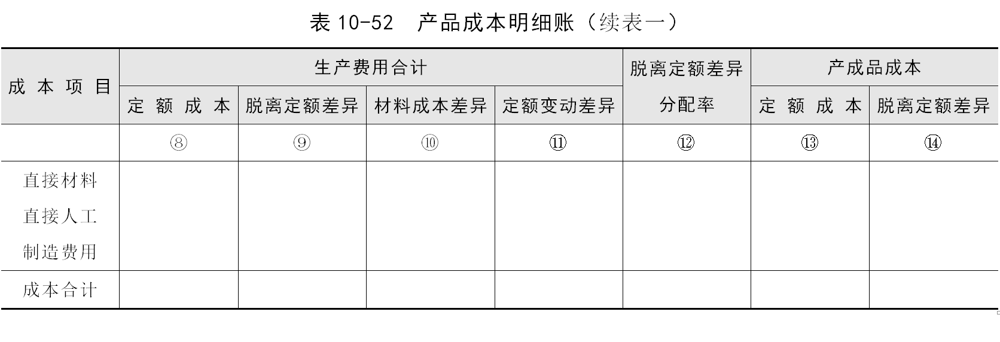 表 10-52 产品成本明细账（续表一）
成本项目 生产费用合计 脱离定额差异分配率 产成品成本
定额成本 脱离定额差异 材料成本差异 定额变动差异 定额成本 脱离定额差异
⑧ ⑨ ⑩ ⑪ ⑫ ⑬ ⑭
直接材料
直接人工
制造费用
成本合计